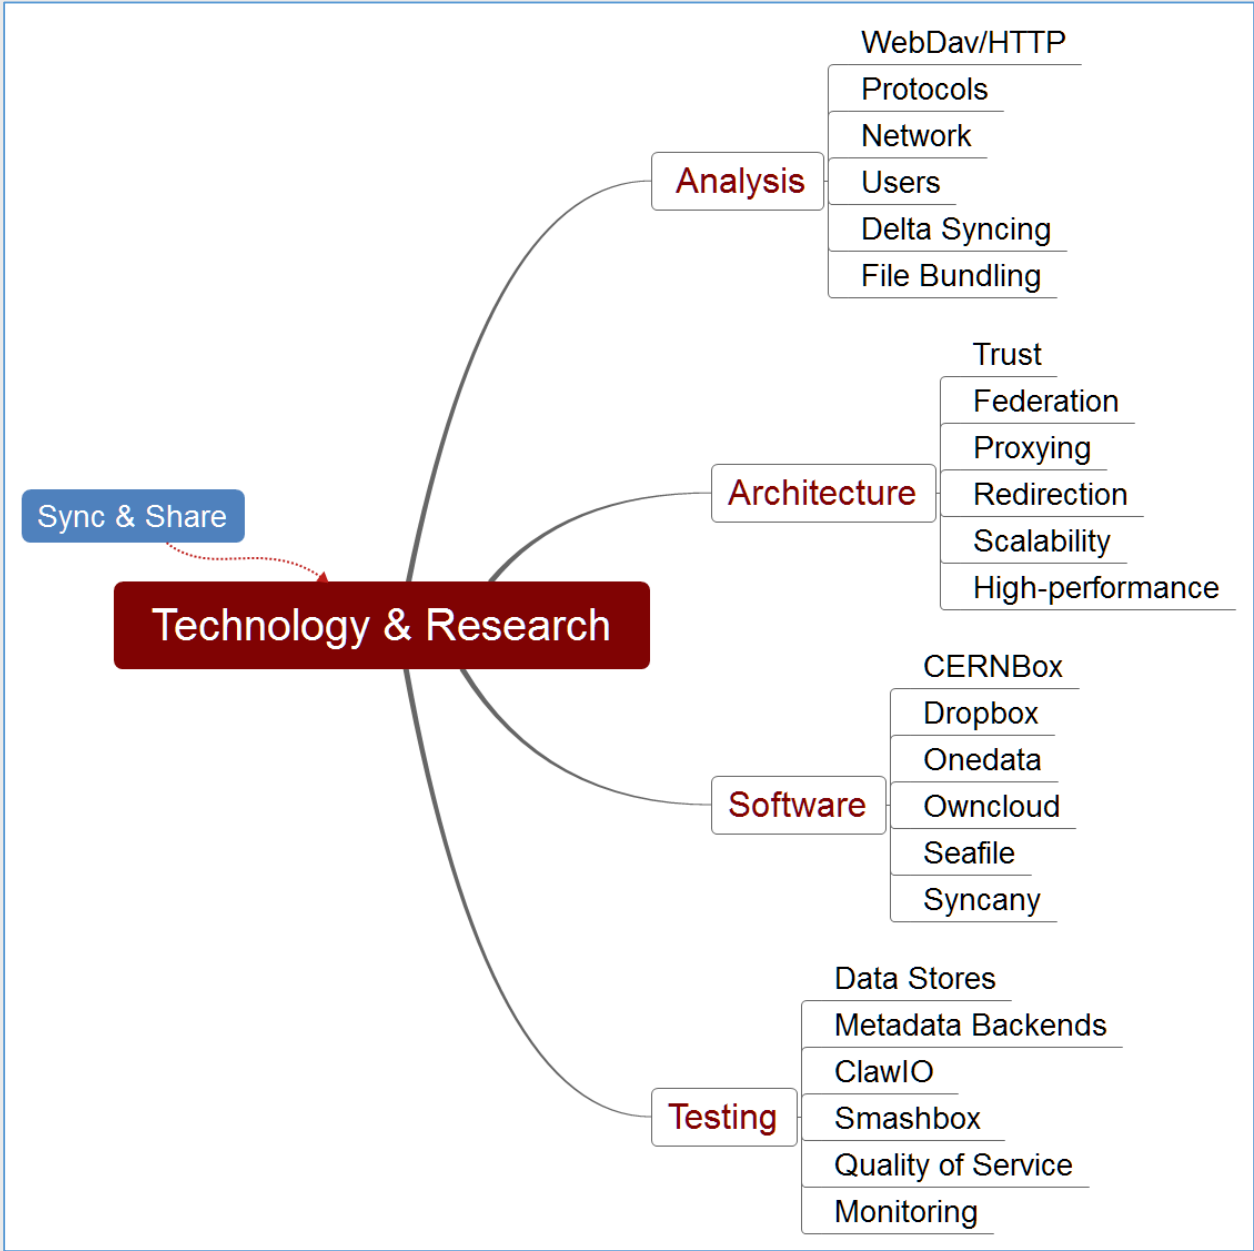 Sync & Share
Technology & Research
Analysis
WebDav/HTTP
Protocols
Network
Users
Delta Syncing
File Bundling
Architecture
Trust
Federation
Proxying
Redirection
Scalability
High-performance
Software
CERNBox
Dropbox
Onedata
Owncloud
Seafile
Syncany
Testing
Data Stores
Metadata Backends
ClawIO
Smashbox
Quality of Service
Monitoring